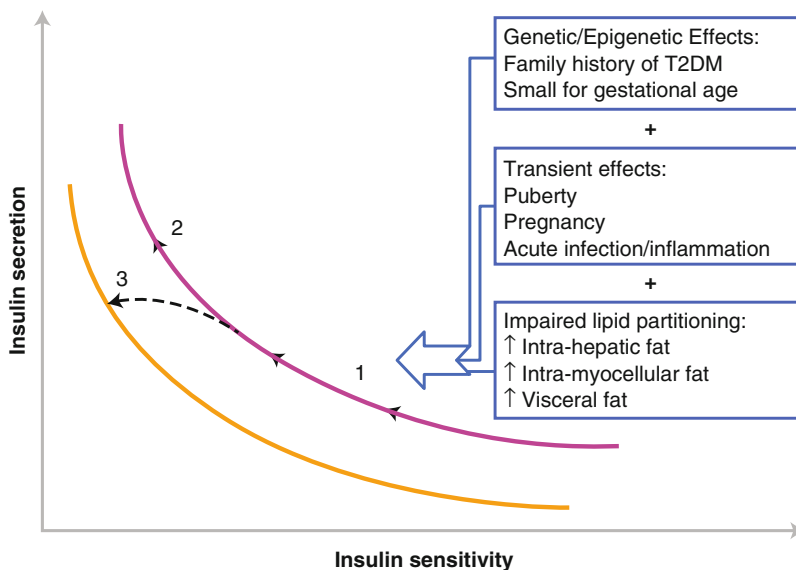 Genetic/Epigenetic Effects:
Family history of T2DM
Small for gestational age
+
Transient effects:
Puberty
Pregnancy
Acute infection/inflammation
+
Impaired lipid partitioning:
↑ Intra-hepatic fat
↑ Intra-myocellular fat
↑ Visceral fat
2
3
1
Insulin secretion
Insulin sensitivity